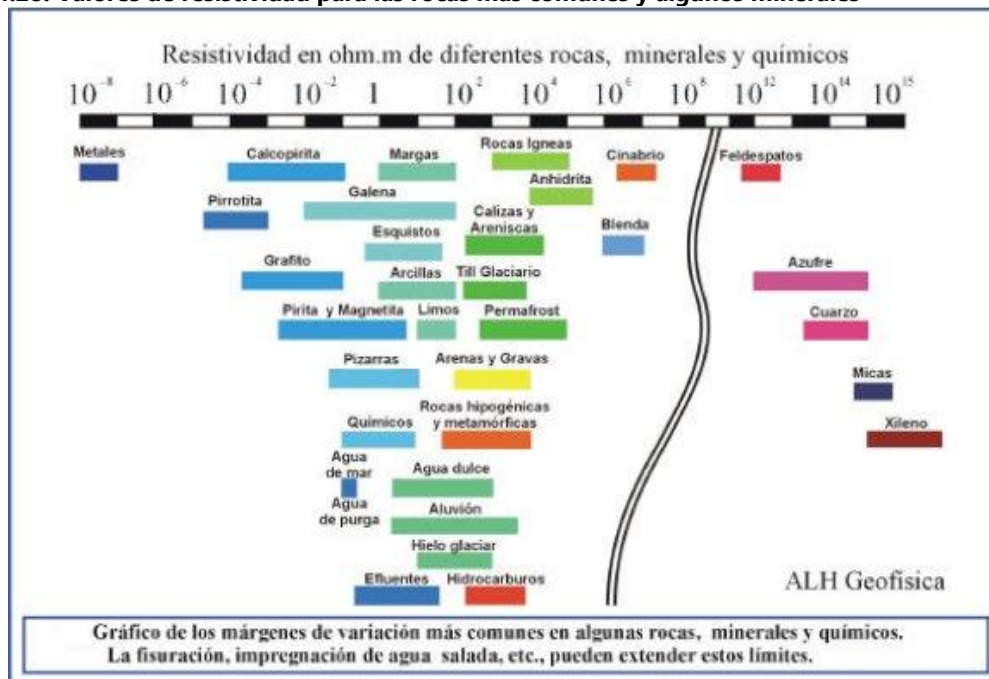 Resistividad en ohm.m de diferentes rocas, minerales y químicos
10⁻⁸ 10⁻⁶ 10⁻⁴ 10⁻² 1 10² 10⁴ 10⁶ 10⁸ 10¹² 10¹⁴ 10¹⁵
Metales Calcopirita Margas Rocas Igneas Cinabrio Feldespatos
Anhidrita
Pirrotita Galena Calizas y
Areniscas
Blenda
Esquistos
Grafito Arcillas Till Glaciario Azufre
Pirita y Magnetita Limos Permafrost Cuarzo
Pizarras Arenas y Gravas Micas
Rocas hipogénicas
y metamórficas
Químicos Xileno
Agua
de mar
Agua dulce
Agua
de purga
Aluvión
Hielo glaciar
Efluentes Hidrocarburos
ALH Geofísica
Gráfico de los márgenes de variación más comunes en algunas rocas, minerales y químicos.
La fisuración, impregnación de agua salada, etc., pueden extender estos límites.